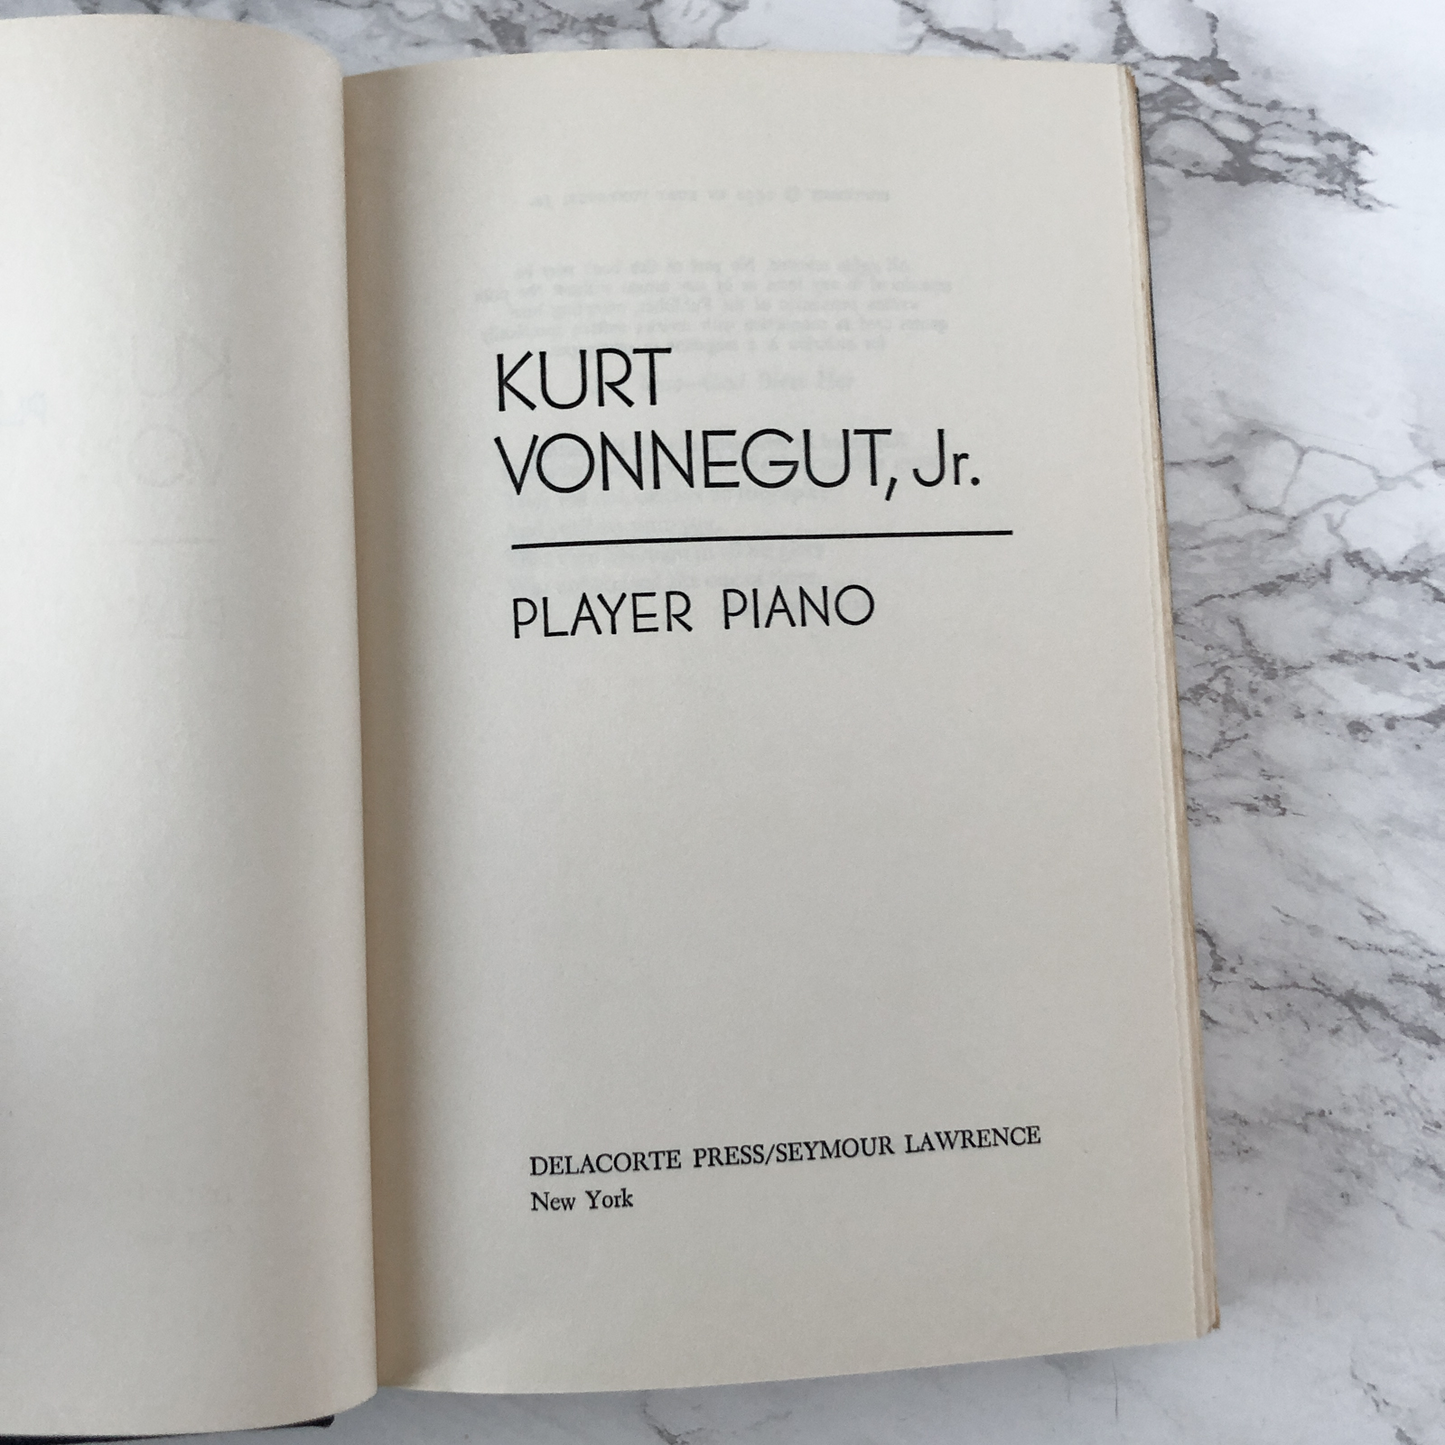 KURT
VONNEGUT, Jr.
PLAYER PIANO
DELACORTE PRESS/SEYMOUR LAWRENCE
New York